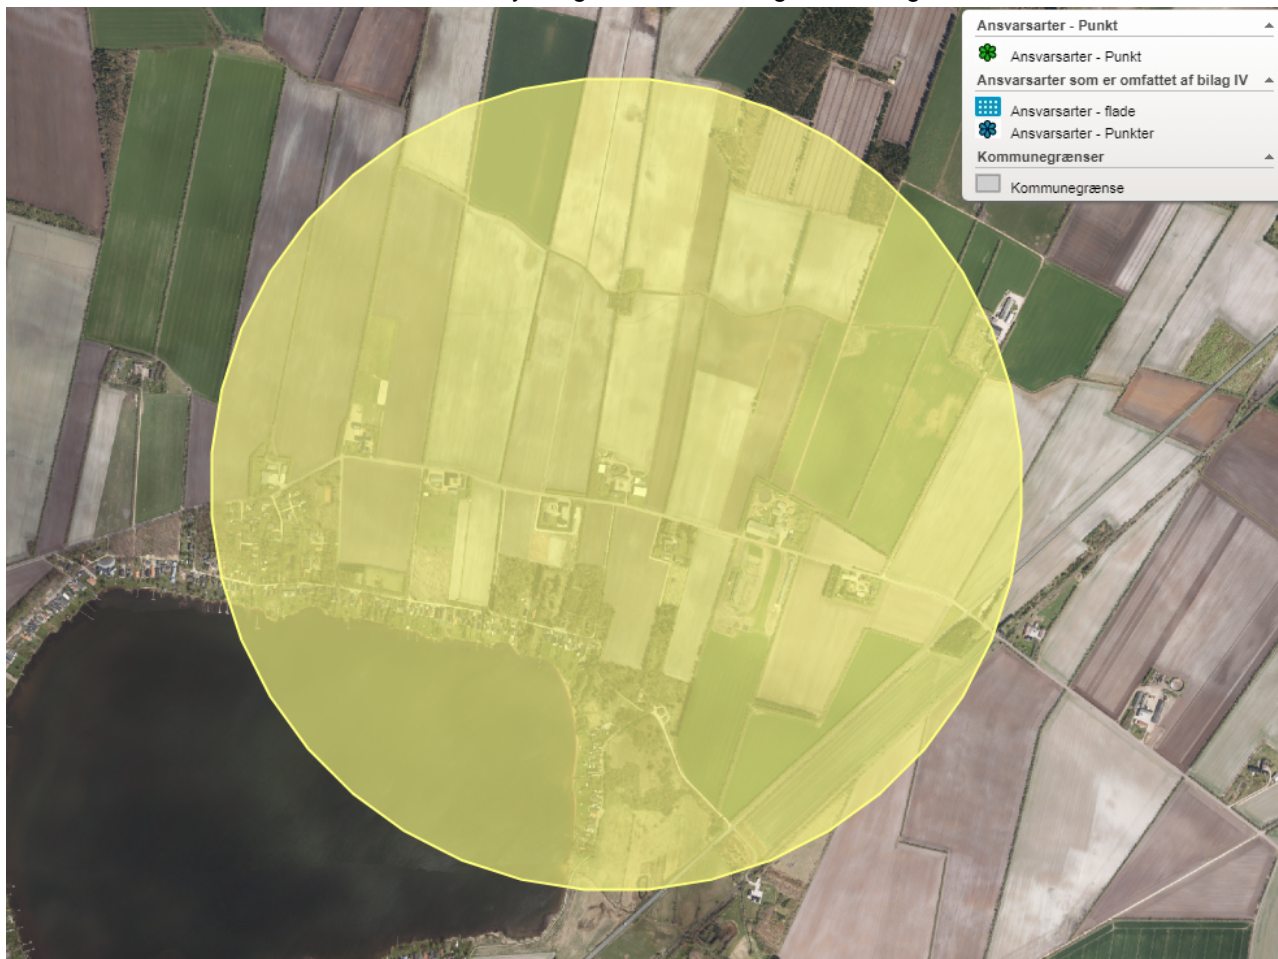 Ansvarsarter - Punkt
Ansvarsarter - Punkt
Ansvarsarter som er omfattet af bilag IV
Ansvarsarter - flade
Ansvarsarter - Punkter
Kommunegrænser
Kommunegrænse